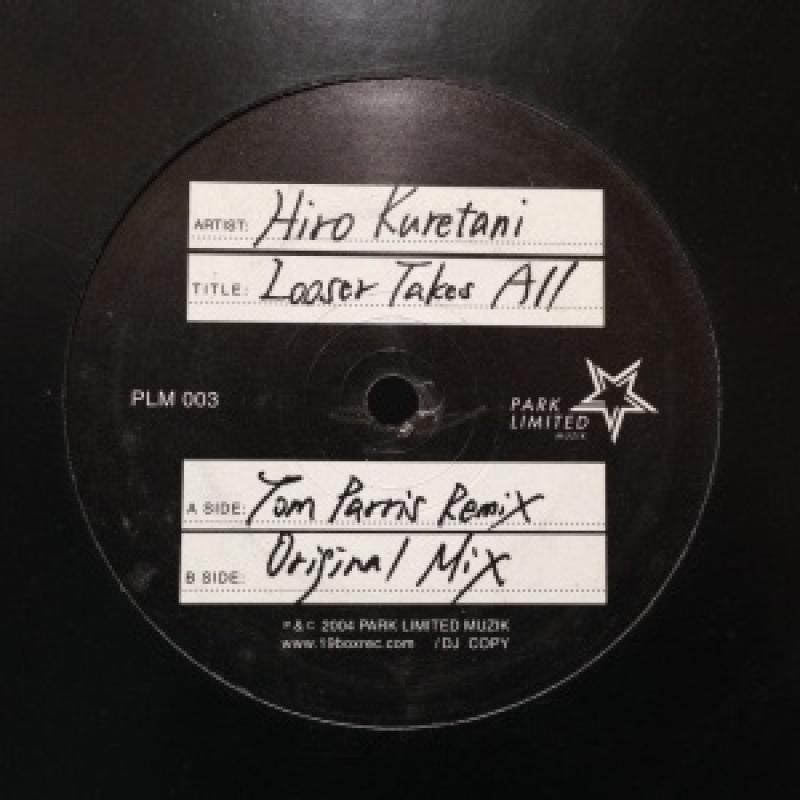 ARTIST: Hiro Kuretani
TITLE: Looser Takes All
PLM 003
PARK
LIMITED
MUZIK
A SIDE: Tom Parris Remix
B SIDE: Original Mix
℗ & © 2004 PARK LIMITED MUZIK
www.19boxrec.com /DJ COPY